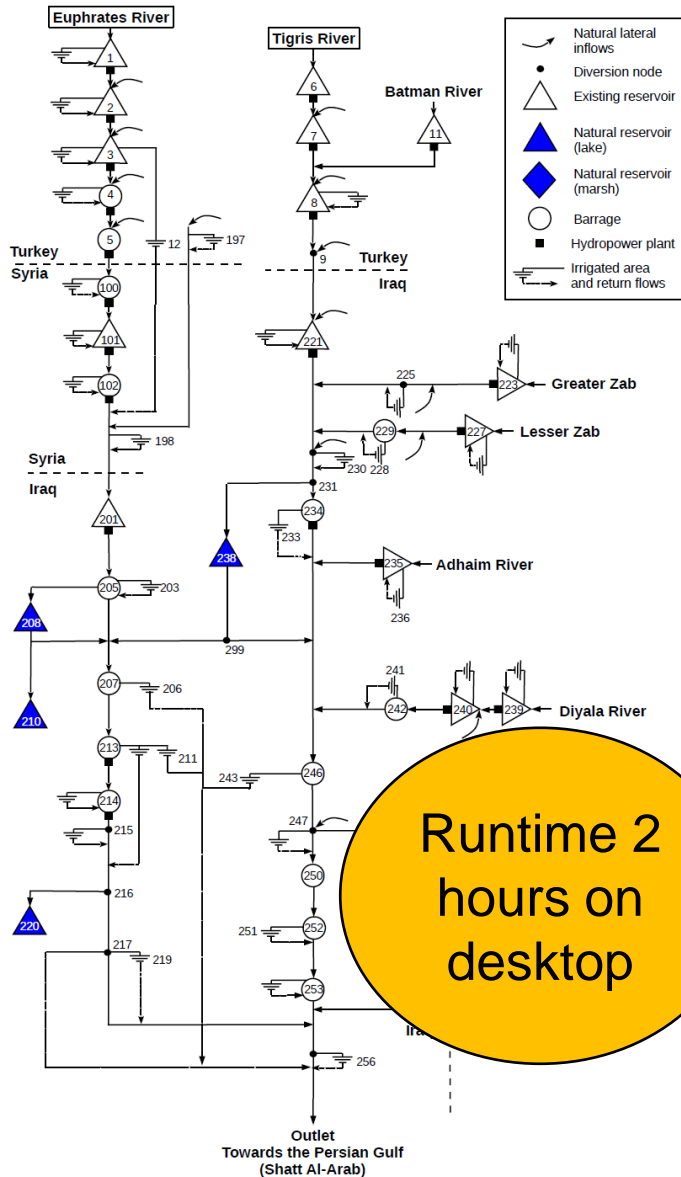 Euphrates River
Tigris River
Batman River
1
2
3
4
5
12
197
Turkey
Syria
100
101
102
198
Syria
Iraq
201
205
203
208
210
207
206
213
211
214
215
216
220
217
219
6
7
11
8
9
Turkey
Iraq
221
225
223
Greater Zab
229
228
227
Lesser Zab
230
231
234
233
238
235
Adhaim River
236
299
241
242
240
239
Diyala River
243
246
247
250
251
252
253
256
Outlet
Towards the Persian Gulf
(Shatt Al-Arab)
Natural lateral
inflows
Diversion node
Existing reservoir
Natural reservoir
(lake)
Natural reservoir
(marsh)
Barrage
Hydropower plant
Irrigated area
and return flows
Runtime 2
hours on
desktop